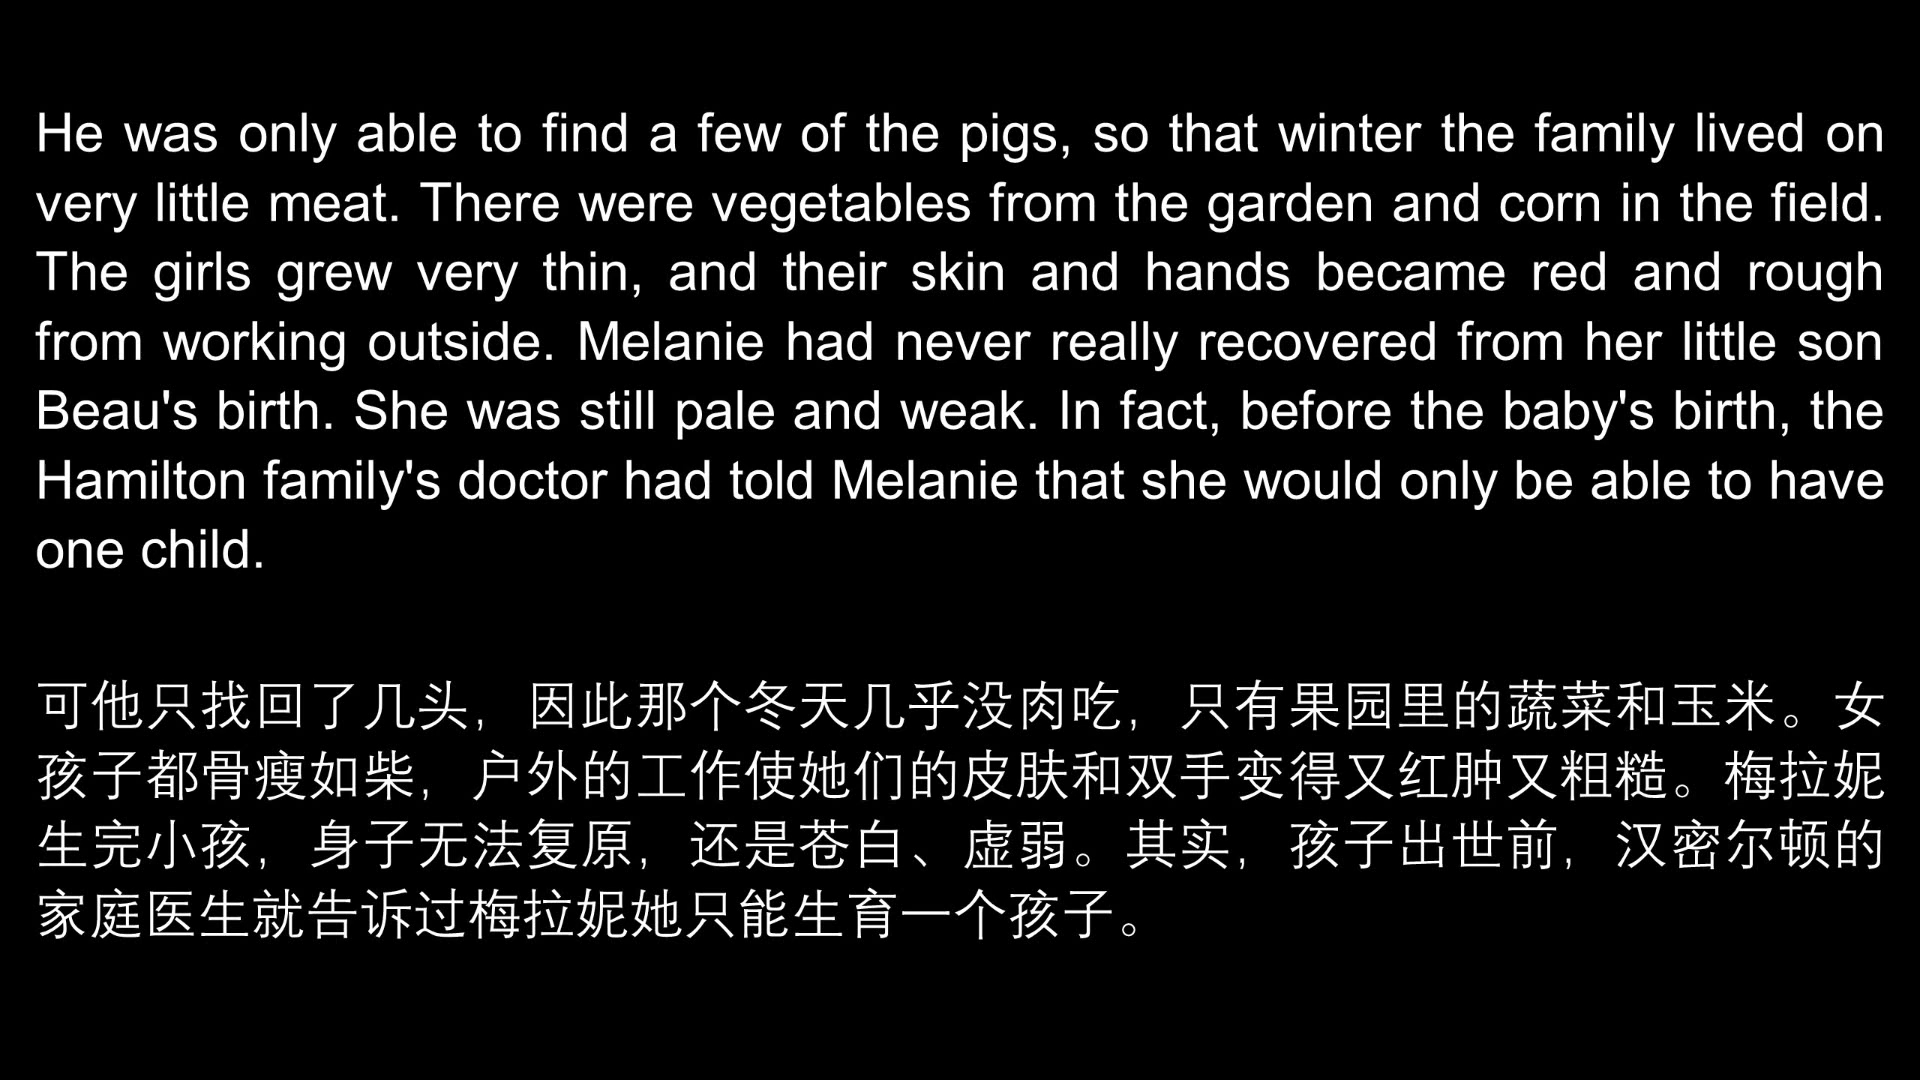 He was only able to find a few of the pigs, so that winter the family lived on
very little meat. There were vegetables from the garden and corn in the field.
The girls grew very thin, and their skin and hands became red and rough
from working outside. Melanie had never really recovered from her little son
Beau's birth. She was still pale and weak. In fact, before the baby's birth, the
Hamilton family's doctor had told Melanie that she would only be able to have
one child.
可他只找回了几头，因此那个冬天几乎没肉吃，只有果园里的蔬菜和玉米。女
孩子都骨瘦如柴，户外的工作使她们的皮肤和双手变得又红肿又粗糙。梅拉妮
生完小孩，身子无法复原，还是苍白、虚弱。其实，孩子出世前，汉密尔顿的
家庭医生就告诉过梅拉妮她只能生育一个孩子。